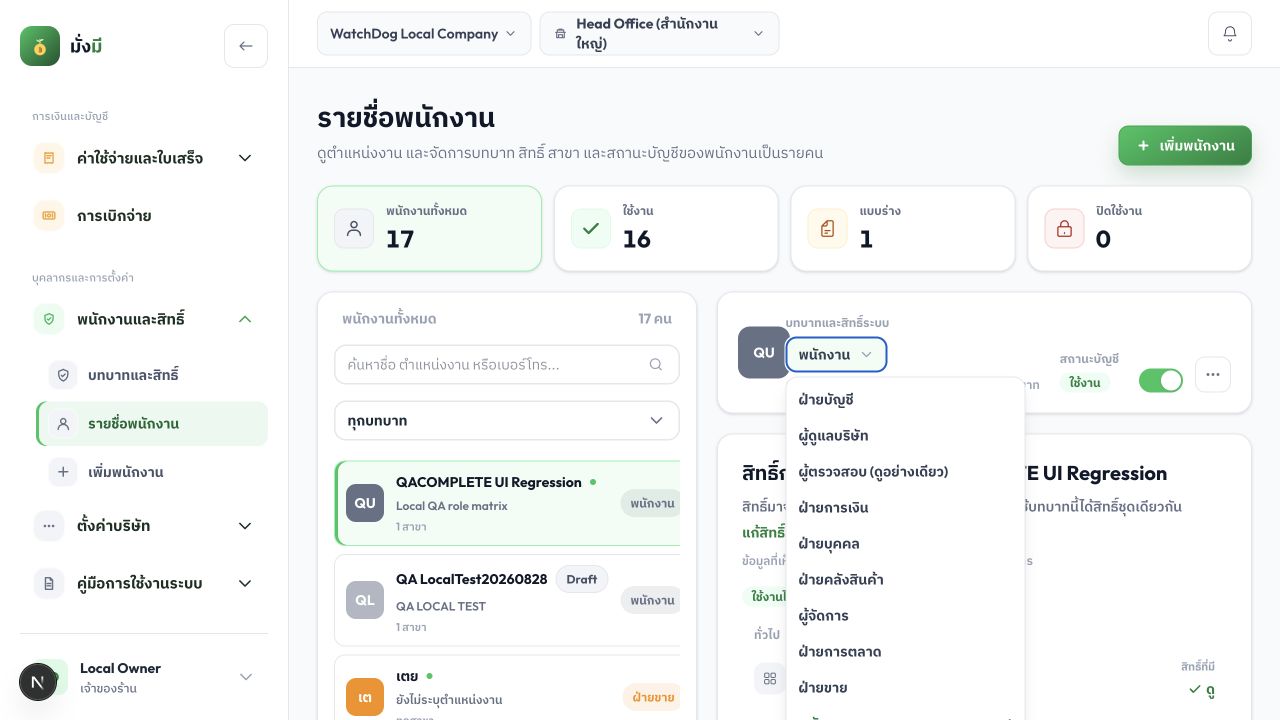 มั่งมี
การเงินและบัญชี
ค่าใช้จ่ายและใบเสร็จ
การเบิกจ่าย
บุคลากรและการตั้งค่า
พนักงานและสิทธิ์
บทบาทและสิทธิ์
รายชื่อพนักงาน
เพิ่มพนักงาน
ตั้งค่าบริษัท
คู่มือการใช้งานระบบ
N
Local Owner
เจ้าของร้าน
WatchDog Local Company
Head Office (สำนักงาน
ใหญ่)
รายชื่อพนักงาน
ดูตำแหน่งงาน และจัดการบทบาท สิทธิ์ สาขา และสถานะบัญชีของพนักงานเป็นรายคน
เพิ่มพนักงาน
พนักงานทั้งหมด
17
ใช้งาน
16
แบบร่าง
1
ปิดใช้งาน
0
พนักงานทั้งหมด
17 คน
ค้นหาชื่อ ตำแหน่งงาน หรือเบอร์โทร...
ทุกบทบาท
QU
QACOMPLETE UI Regression
Local QA role matrix
1 สาขา
พนักงาน
QL
QA LocalTest20260828
Draft
QA LOCAL TEST
1 สาขา
พนักงาน
เต
เตย
ยังไม่ระบุตำแหน่งงาน
ฝ่ายขาย
QU
บทบาทและสิทธิ์ระบบ
พนักงาน
สถานะบัญชี
ใช้งาน
ฝ่ายบัญชี
ผู้ดูแลบริษัท
ผู้ตรวจสอบ (ดูอย่างเดียว)
ฝ่ายการเงิน
ฝ่ายบุคคล
ฝ่ายคลังสินค้า
ผู้จัดการ
ฝ่ายการตลาด
ฝ่ายขาย
UI Regression
บทบาทนี้ได้สิทธิ์ชุดเดียวกัน
แก้สิทธิ์
ทั่วไป
สิทธิ์ที่มี
ดู